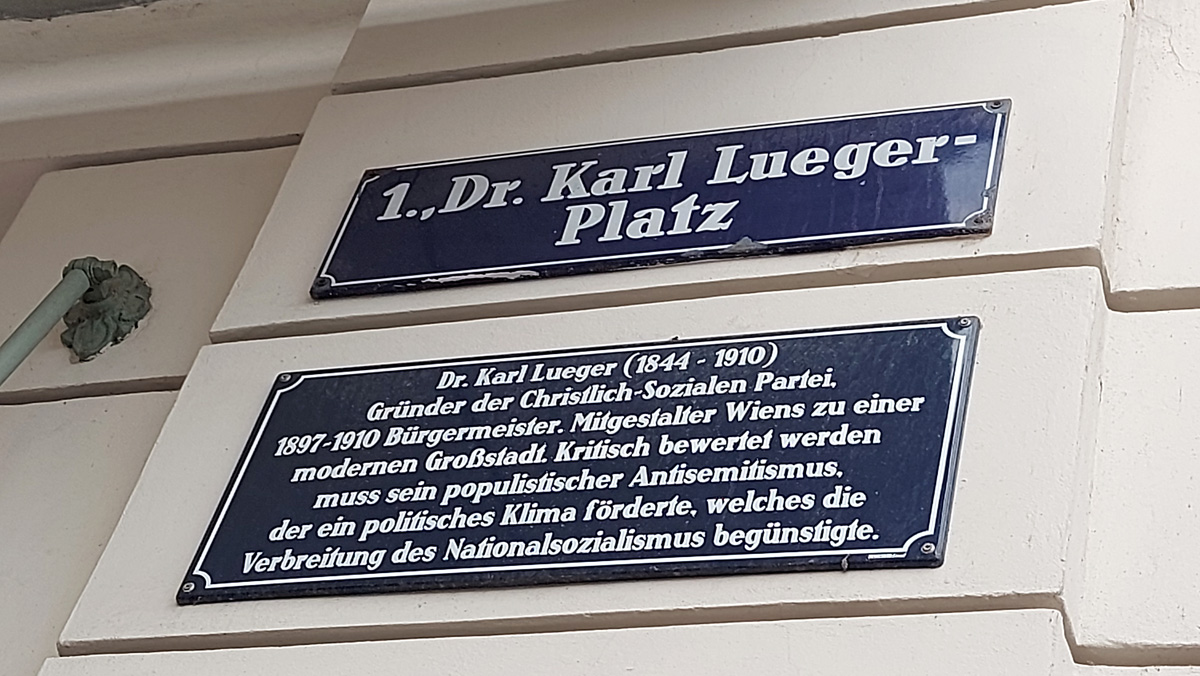 1., Dr. Karl Lueger-
Platz
Dr. Karl Lueger (1844 - 1910)
Gründer der Christlich-Sozialen Partei,
1897-1910 Bürgermeister. Mitgestalter Wiens zu einer
modernen Großstadt. Kritisch bewertet werden
muss sein populistischer Antisemitismus,
der ein politisches Klima förderte, welches die
Verbreitung des Nationalsozialismus begünstigte.